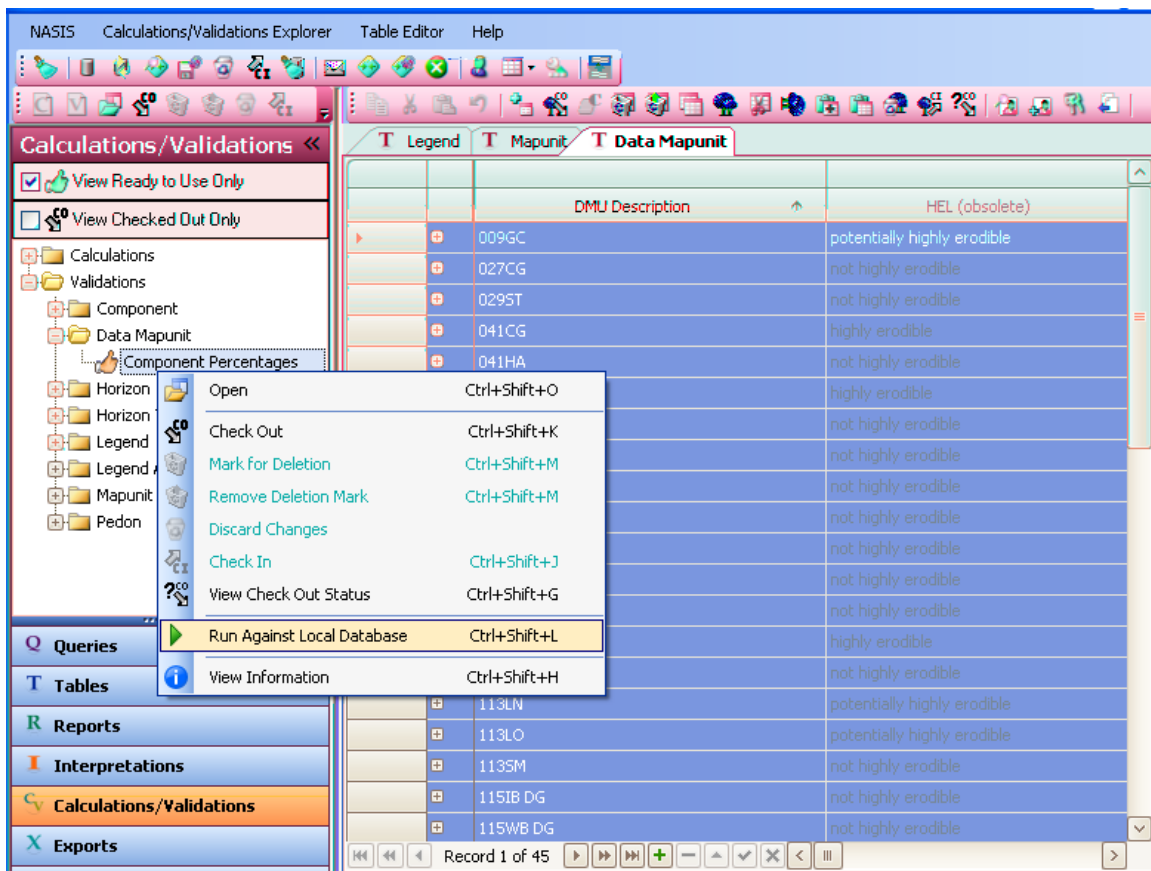 NASIS Calculations/Validations Explorer Table Editor Help
Calculations/Validations «
View Ready to Use Only
View Checked Out Only
Calculations
Validations
Component
Data Mapunit
Component Percentages
Horizon
Horizon
Legend
Legend
Mapunit
Pedon
Open Ctrl+Shift+O
Check Out Ctrl+Shift+K
Mark for Deletion Ctrl+Shift+M
Remove Deletion Mark Ctrl+Shift+M
Discard Changes
Check In Ctrl+Shift+J
View Check Out Status Ctrl+Shift+G
Run Against Local Database Ctrl+Shift+L
View Information Ctrl+Shift+H
Q Queries
T Tables
R Reports
I Interpretations
CV Calculations/Validations
X Exports
T Legend T Mapunit T Data Mapunit
DMU Description HEL (obsolete)
009GC potentially highly erodible
027CG not highly erodible
029ST not highly erodible
041CG highly erodible
041HA not highly erodible
highly erodible
not highly erodible
not highly erodible
not highly erodible
not highly erodible
not highly erodible
not highly erodible
not highly erodible
highly erodible
not highly erodible
113LN potentially highly erodible
113LO potentially highly erodible
113SM not highly erodible
115IB DG not highly erodible
115WB DG not highly erodible
Record 1 of 45